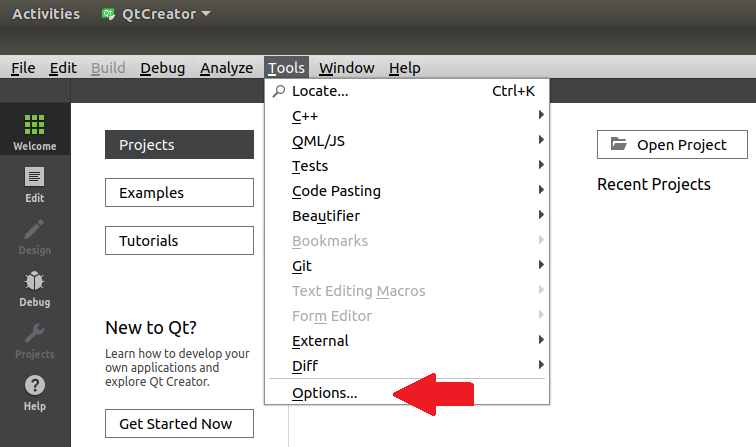 Activities QtCreator
File Edit Build Debug Analyze Tools Window Help
Locate... Ctrl+K
C++
QML/JS
Tests
Code Pasting
Beautifier
Bookmarks
Git
Text Editing Macros
Form Editor
External
Diff
Options...
Welcome
Edit
Design
Debug
Projects
Help
Projects
Examples
Tutorials
New to Qt?
Learn how to develop your
own applications and
explore Qt Creator.
Get Started Now
Open Project
Recent Projects